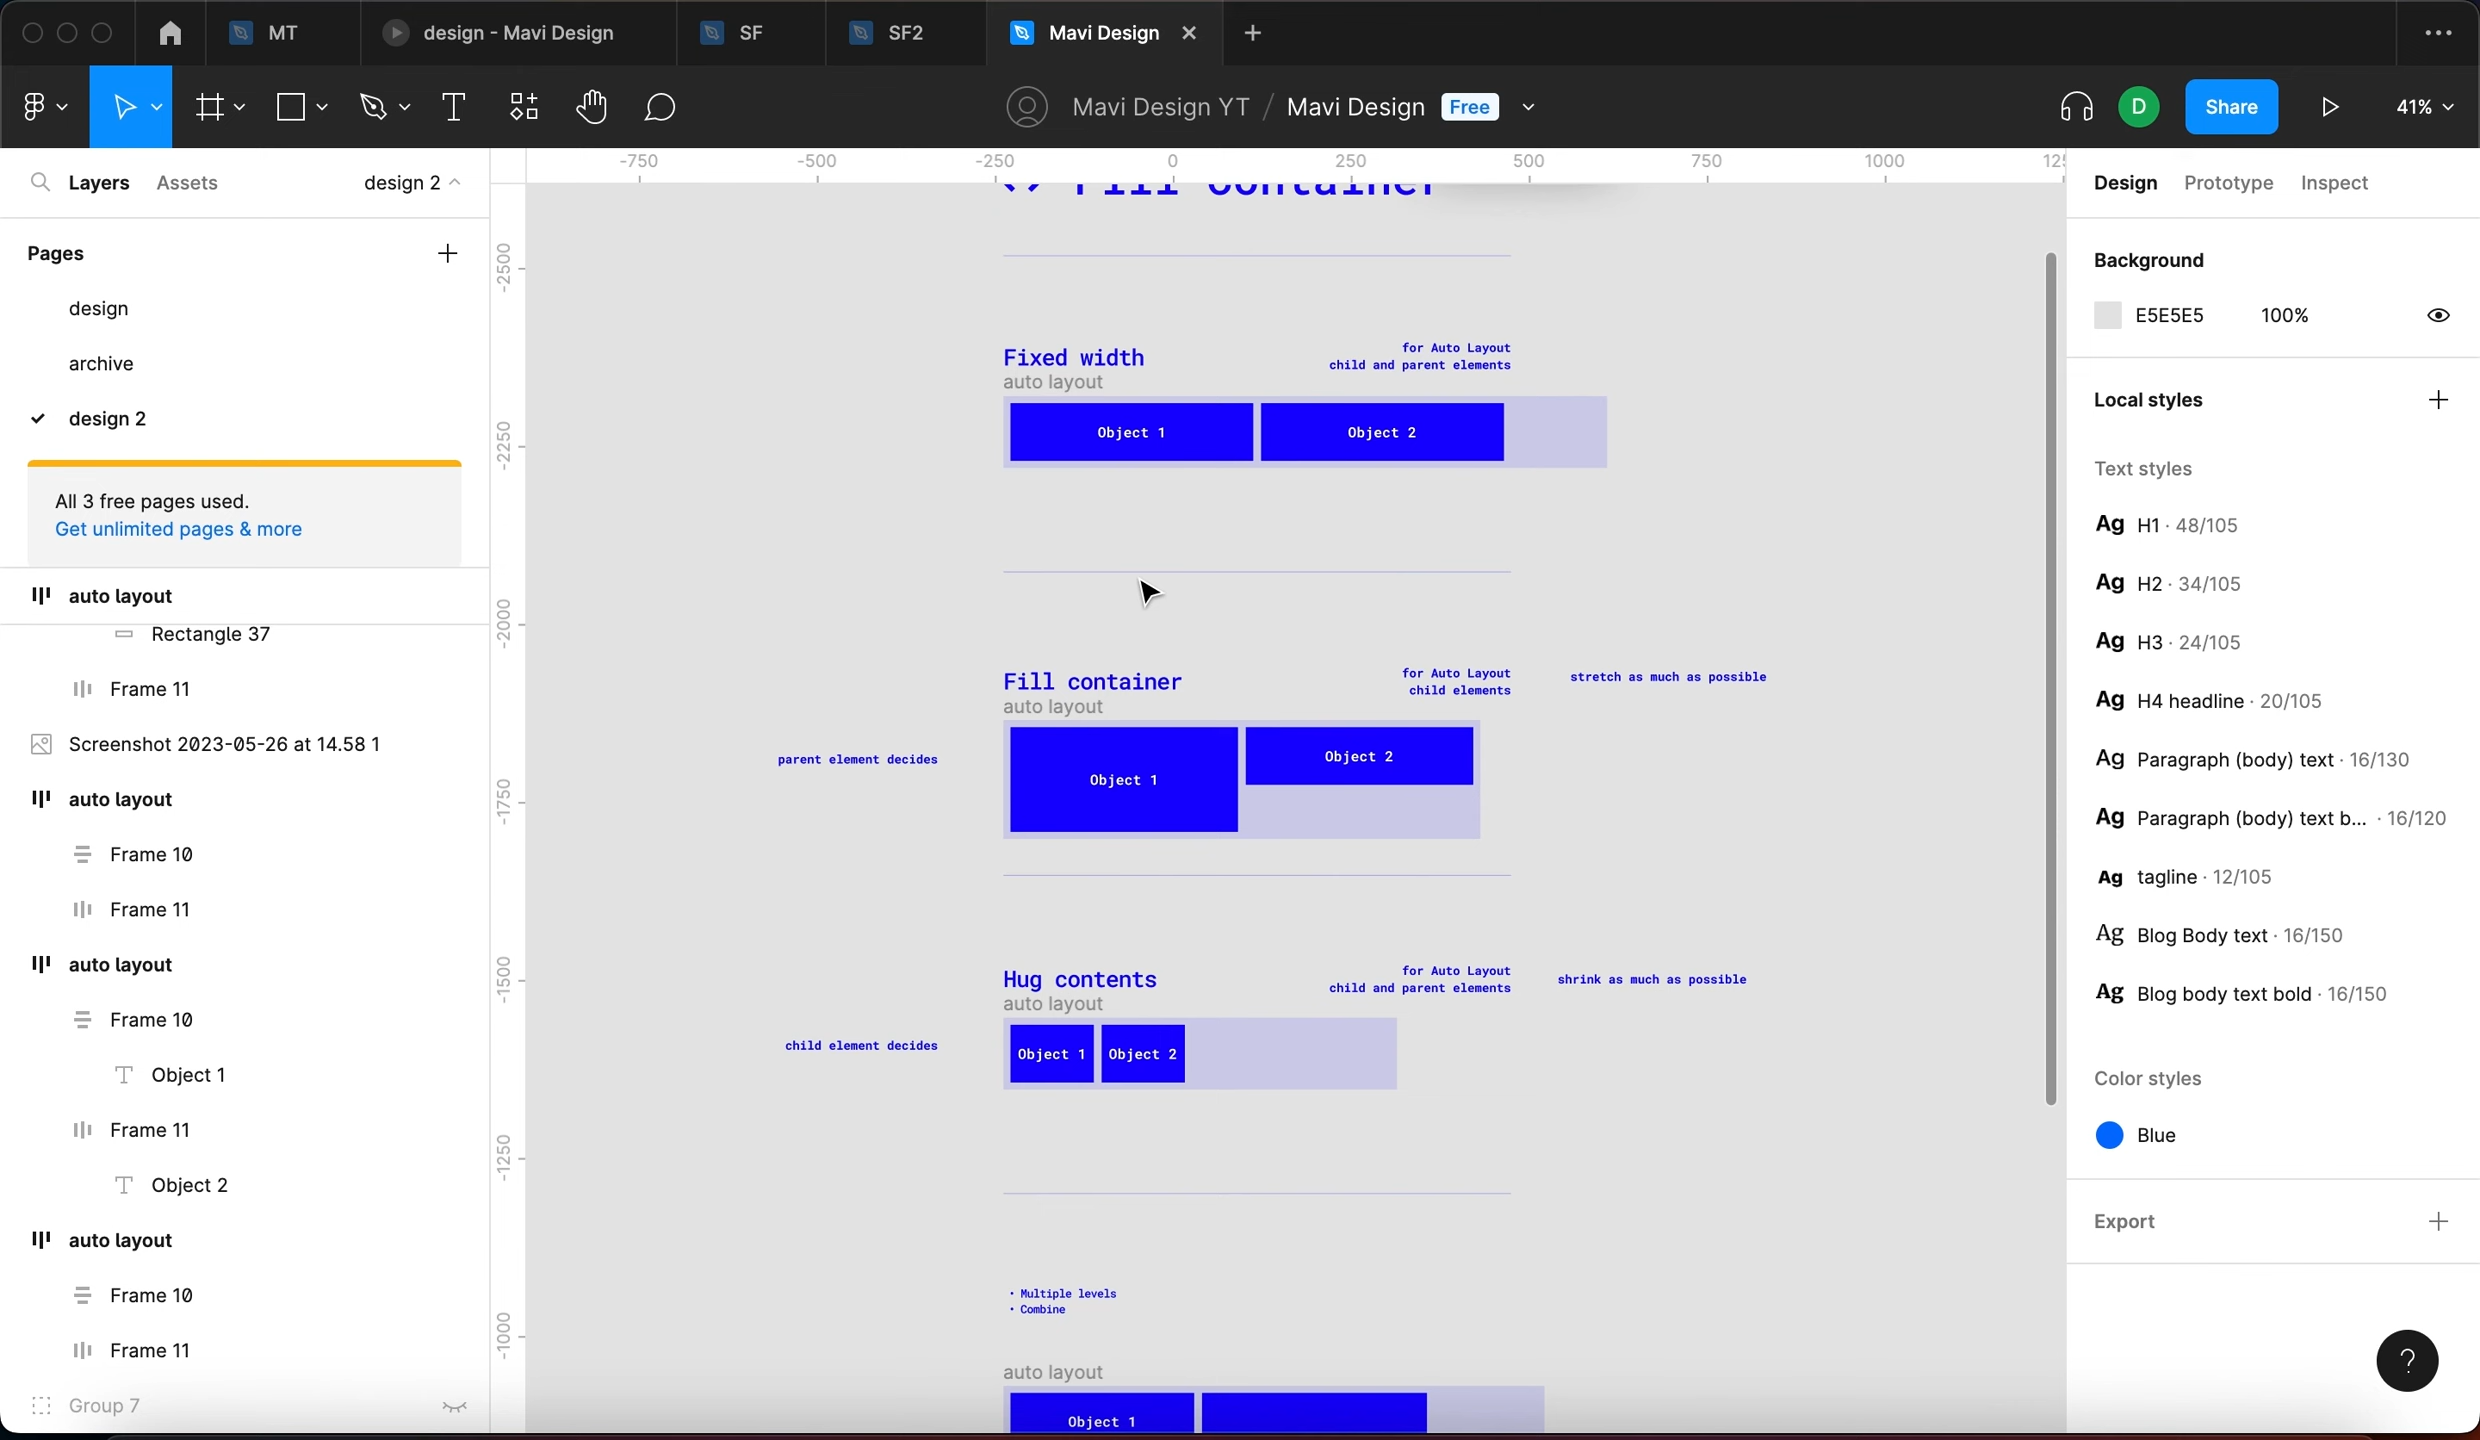 MT
design - Mavi Design
SF
SF2
Mavi Design
Mavi Design YT / Mavi Design
Free
D
Share
41%
Layers
Assets
design 2
Pages
design
archive
design 2
All 3 free pages used.
Get unlimited pages & more
auto layout
Rectangle 37
Frame 11
Screenshot 2023-05-26 at 14.58 1
auto layout
Frame 10
Frame 11
auto layout
Frame 10
Object 1
Frame 11
Object 2
auto layout
Frame 10
Frame 11
Group 7
-750
-500
-250
0
250
500
750
1000
-2500
-2250
-2000
-1750
-1500
-1250
-1000
<> Fill container
Fixed width
for Auto Layout
child and parent elements
auto layout
Object 1
Object 2
Fill container
for Auto Layout
child elements
stretch as much as possible
auto layout
parent element decides
Object 1
Object 2
Hug contents
for Auto Layout
child and parent elements
shrink as much as possible
auto layout
child element decides
Object 1
Object 2
• Multiple levels
• Combine
auto layout
Object 1
Design
Prototype
Inspect
Background
E5E5E5
100%
Local styles
Text styles
Ag H1 · 48/105
Ag H2 · 34/105
Ag H3 · 24/105
Ag H4 headline · 20/105
Ag Paragraph (body) text · 16/130
Ag Paragraph (body) text b... · 16/120
Ag tagline · 12/105
Ag Blog Body text · 16/150
Ag Blog body text bold · 16/150
Color styles
Blue
Export
?